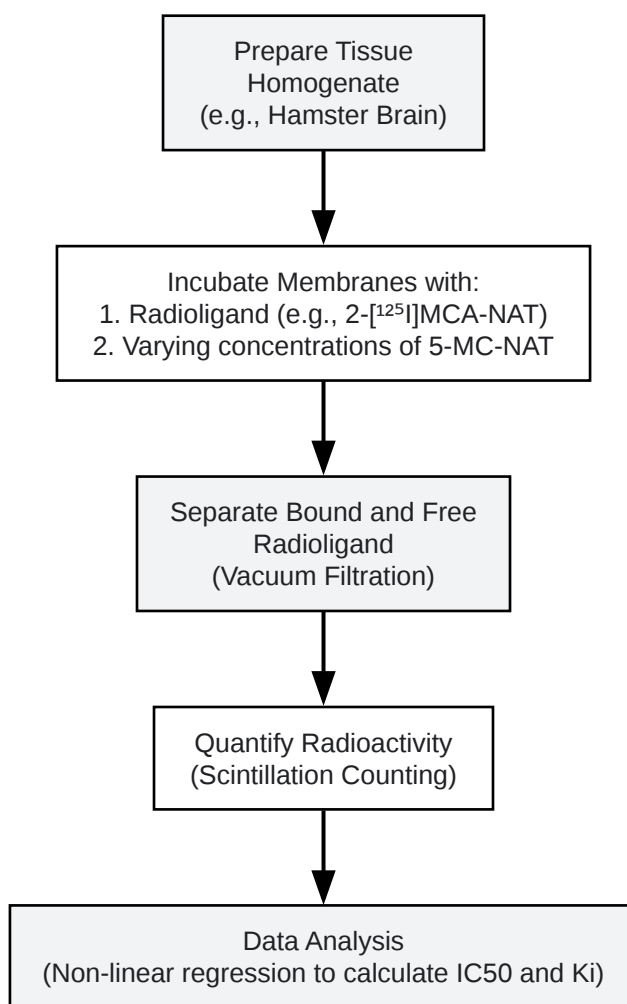 Prepare Tissue
Homogenate
(e.g., Hamster Brain)
Incubate Membranes with:
1. Radioligand (e.g., 2-[¹²⁵I]MCA-NAT)
2. Varying concentrations of 5-MC-NAT
Separate Bound and Free
Radioligand
(Vacuum Filtration)
Quantify Radioactivity
(Scintillation Counting)
Data Analysis
(Non-linear regression to calculate IC50 and Ki)